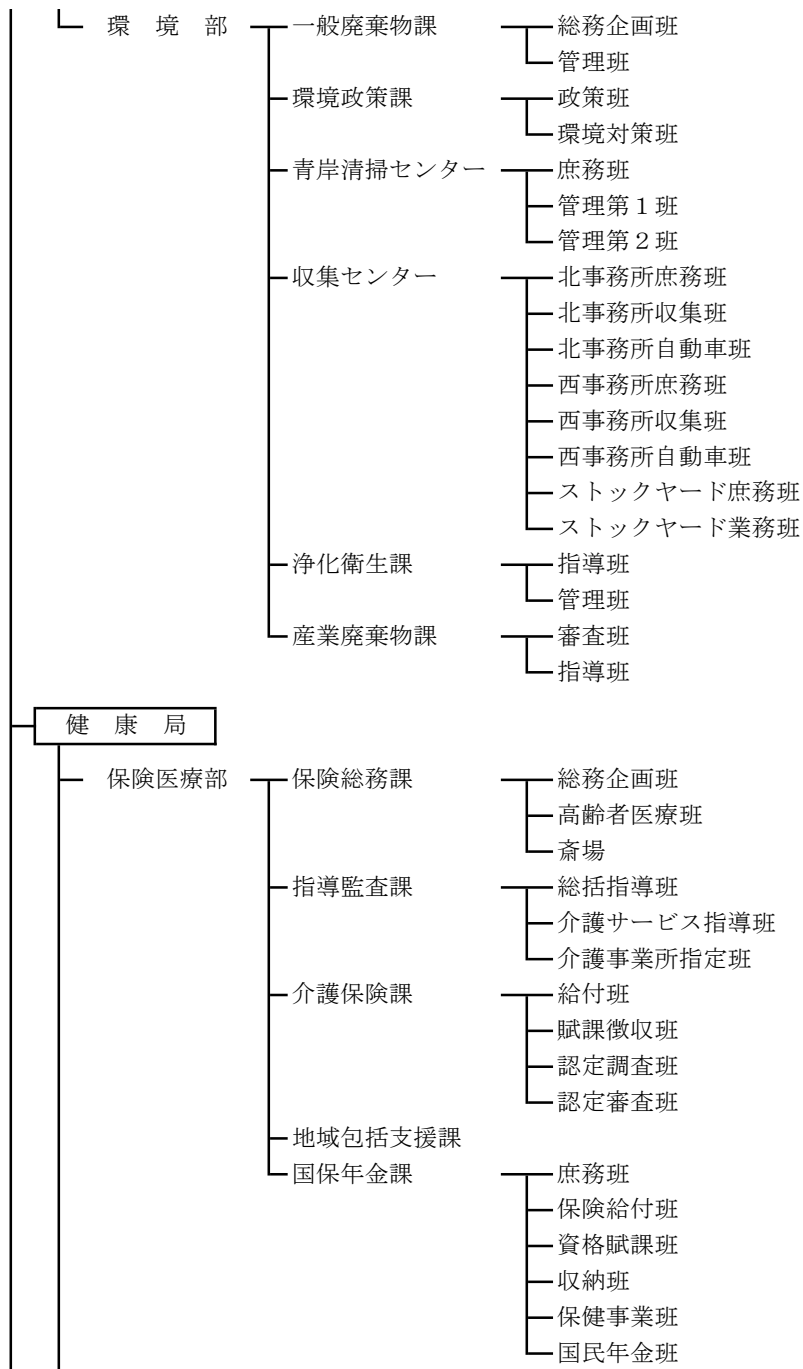 環　境　部　一般廃棄物課　総務企画班
管理班
環境政策課　政策班
環境対策班
青岸清掃センター　庶務班
管理第１班
管理第２班
収集センター　北事務所庶務班
北事務所収集班
北事務所自動車班
西事務所庶務班
西事務所収集班
西事務所自動車班
ストックヤード庶務班
ストックヤード業務班
浄化衛生課　指導班
管理班
産業廃棄物課　審査班
指導班
健　康　局
保険医療部　保険総務課　総務企画班
高齢者医療班
斎場
指導監査課　総括指導班
介護サービス指導班
介護事業所指定班
介護保険課　給付班
賦課徴収班
認定調査班
認定審査班
地域包括支援課
国保年金課　庶務班
保険給付班
資格賦課班
収納班
保健事業班
国民年金班